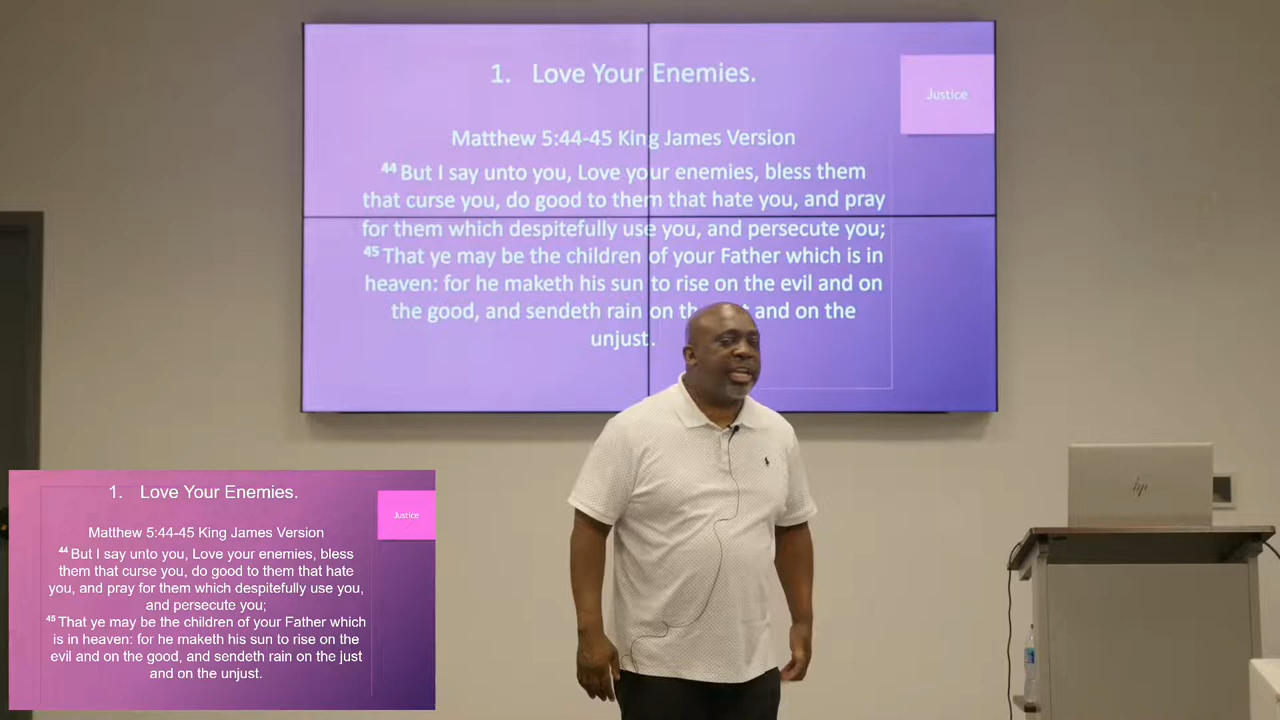 1. Love Your Enemies.
Justice
Matthew 5:44-45 King James Version
44 But I say unto you, Love your enemies, bless them
that curse you, do good to them that hate you, and pray
for them which despitefully use you, and persecute you;
45 That ye may be the children of your Father which is in
heaven: for he maketh his sun to rise on the evil and on
the good, and sendeth rain on the and on the
unjust.
hp
1. Love Your Enemies.
Justice
Matthew 5:44-45 King James Version
44 But I say unto you, Love your enemies, bless
them that curse you, do good to them that hate
you, and pray for them which despitefully use you,
and persecute you;
45 That ye may be the children of your Father which
is in heaven: for he maketh his sun to rise on the
evil and on the good, and sendeth rain on the just
and on the unjust.